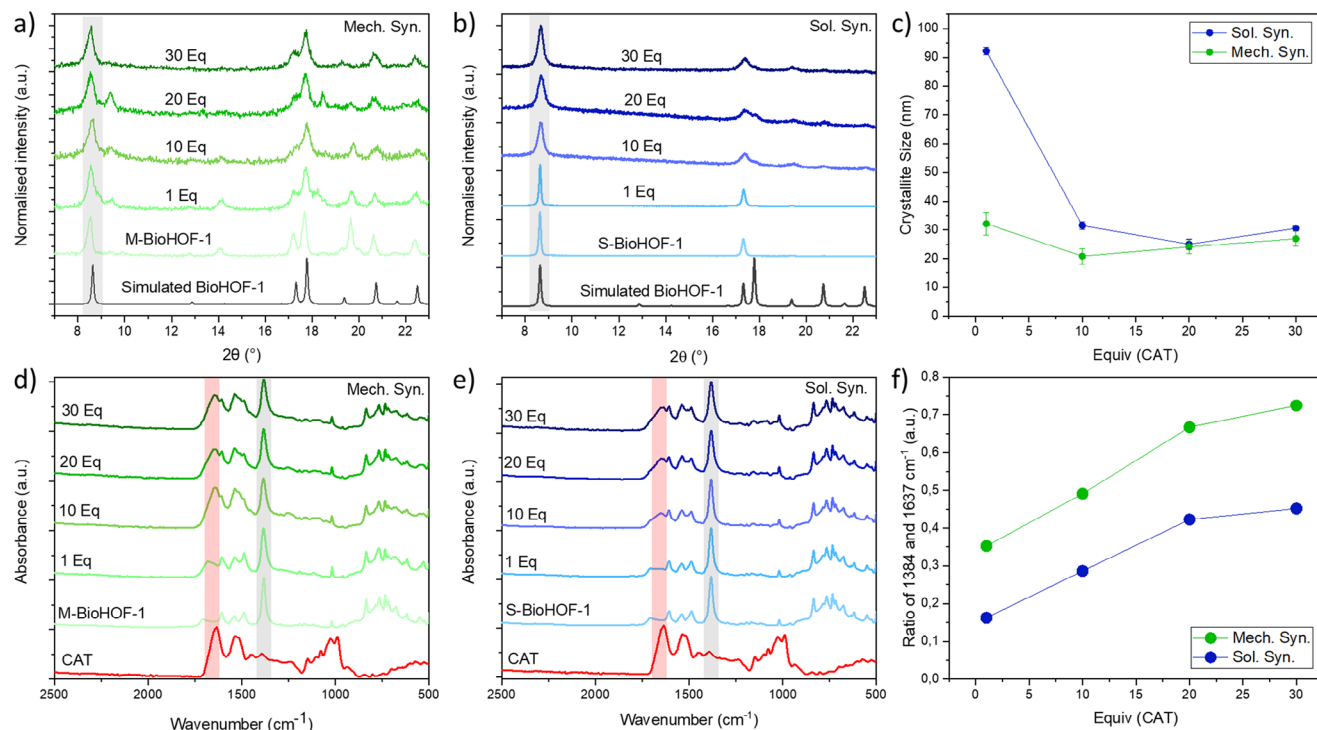 a)
Mech. Syn.
30 Eq
20 Eq
10 Eq
1 Eq
M-BioHOF-1
Simulated BioHOF-1
Normalised intensity (a.u.)
8 10 12 14 16 18 20 22
2θ (°)
b)
Sol. Syn.
30 Eq
20 Eq
10 Eq
1 Eq
S-BioHOF-1
Simulated BioHOF-1
Normalised intensity (a.u.)
8 10 12 14 16 18 20 22
2θ (°)
c)
Sol. Syn.
Mech. Syn.
Crystallite Size (nm)
100
90
80
70
60
50
40
30
20
10
0
0 5 10 15 20 25 30
Equiv (CAT)
d)
Mech. Syn.
30 Eq
20 Eq
10 Eq
1 Eq
M-BioHOF-1
CAT
Absorbance (a.u.)
2500 2000 1500 1000 500
Wavenumber (cm-1)
e)
Sol. Syn.
30 Eq
20 Eq
10 Eq
1 Eq
S-BioHOF-1
CAT
Absorbance (a.u.)
2500 2000 1500 1000 500
Wavenumber (cm-1)
f)
Ratio of 1384 and 1637 cm-1 (a.u.)
0,8
0,7
0,6
0,5
0,4
0,3
0,2
0,1
0,0
Mech. Syn.
Sol. Syn.
0 5 10 15 20 25 30
Equiv (CAT)